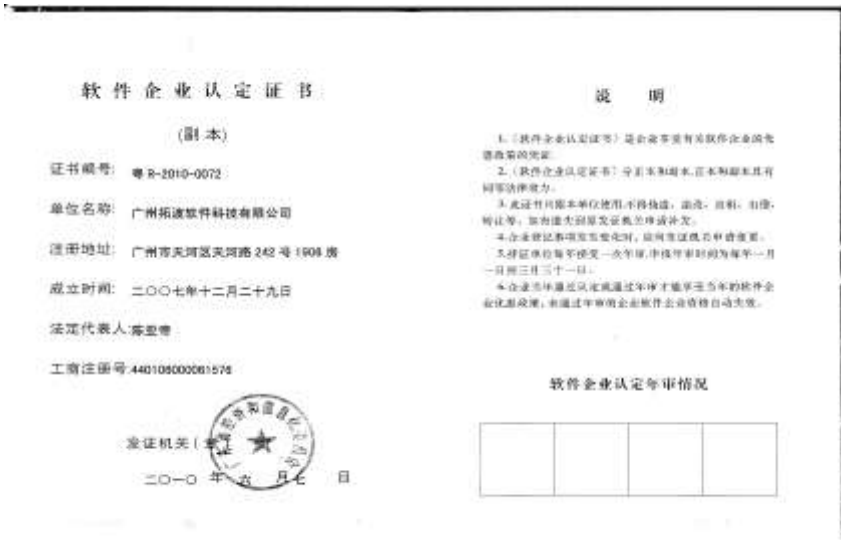 软件企业认定证书
(副本)
证书编号: 粤 R-2010-0072
单位名称: 广州拓波软件科技有限公司
注册地址: 广州市天河区天河路 242 号 1906 房
成立时间: 二〇〇七年十二月二十九日
法定代表人:
工商注册号:440106000061576
发证机关(章)
二〇一〇 年 六 月七 日
说 明
1.《软件企业认定证书》是企业享受有关软件企业的优
惠政策的凭证。
2.《软件企业认定证书》分正本和副本,正本和副本具有
同等法律效力。
3.此证书只限本单位使用,不得伪造、涂改、出租、出借、
转让等。如有遗失到原发证机关申请补发。
4.企业登记事项发生变化时,应向发证机关申请变更。
5.持证单位每年接受一次年审,申报年审时间为每年一月
一日到三月三十一日。
6.企业当年通过认定或通过年审才能享受当年的软件企
业优惠政策;未通过年审的企业软件企业资格自动失效。
软件企业认定年审情况